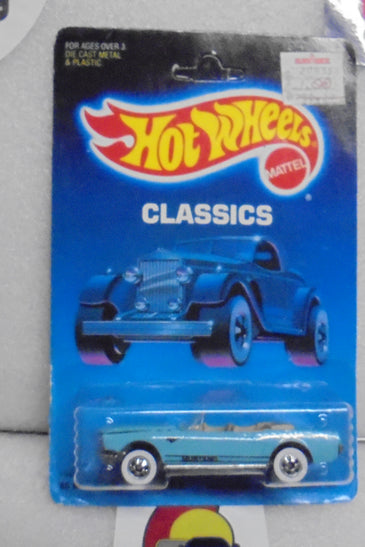 FOR AGES OVER 3
DIE CAST METAL
& PLASTIC
HOT WHEELS
MATTEL
®
CLASSICS
MUSTANG